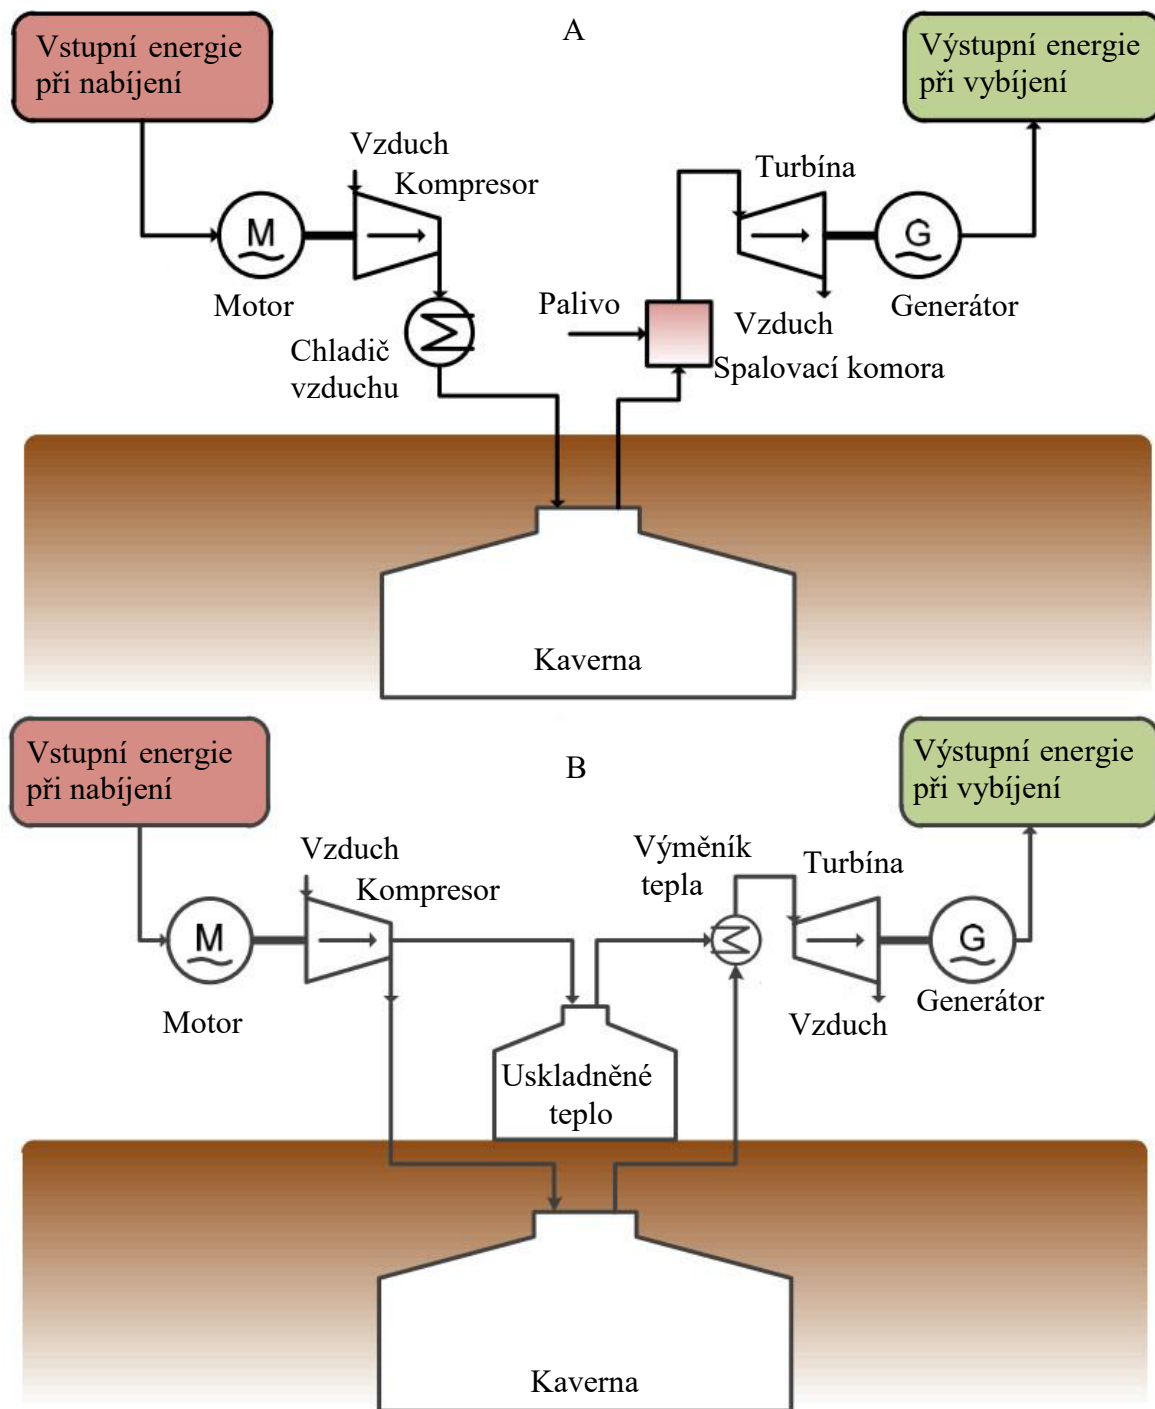 A
Vstupní energie
při nabíjení
Výstupní energie
při vybíjení
Vzduch
Kompresor
Turbína
M
G
Motor
Palivo
Vzduch
Generátor
Chladič
vzduchu
Spalovací komora
Kaverna
Vstupní energie
při nabíjení
B
Výstupní energie
při vybíjení
Vzduch
Kompresor
Výměník
tepla
Turbína
M
G
Motor
Vzduch
Generátor
Uskladněné
teplo
Kaverna